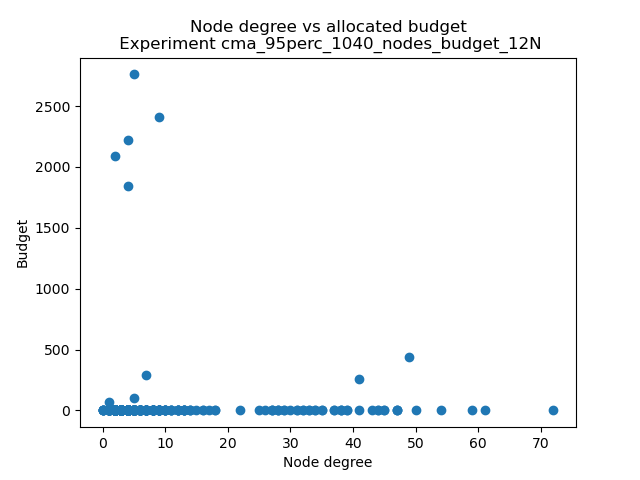 Node degree vs allocated budget
Experiment cma_95perc_1040_nodes_budget_12N
2500
2000
1500
1000
500
0
Budget
0 10 20 30 40 50 60 70
Node degree